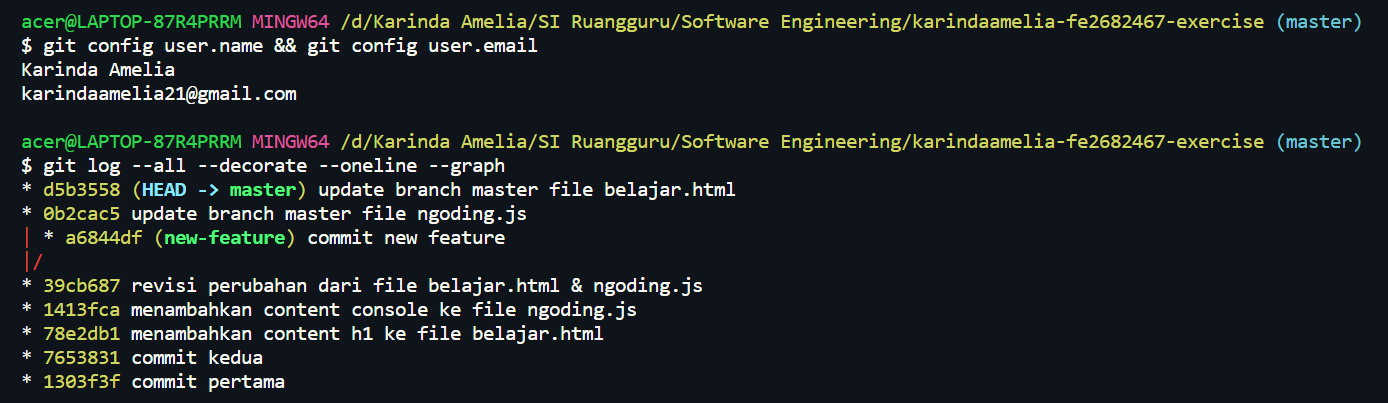 acer@LAPTOP-87R4PRRM MINGW64 /d/Karinda Amelia/SI Ruangguru/Software Engineering/karindaamelia-fe2682467-exercise (master)
$ git config user.name && git config user.email
Karinda Amelia
karindaamelia21@gmail.com
acer@LAPTOP-87R4PRRM MINGW64 /d/Karinda Amelia/SI Ruangguru/Software Engineering/karindaamelia-fe2682467-exercise (master)
$ git log --all --decorate --oneline --graph
* d5b3558 (HEAD -> master) update branch master file belajar.html
* 0b2cac5 update branch master file ngoding.js
| * a6844df (new-feature) commit new feature
|/
* 39cb687 revisi perubahan dari file belajar.html & ngoding.js
* 1413fca menambahkan content console ke file ngoding.js
* 78e2db1 menambahkan content h1 ke file belajar.html
* 7653831 commit kedua
* 1303f3f commit pertama